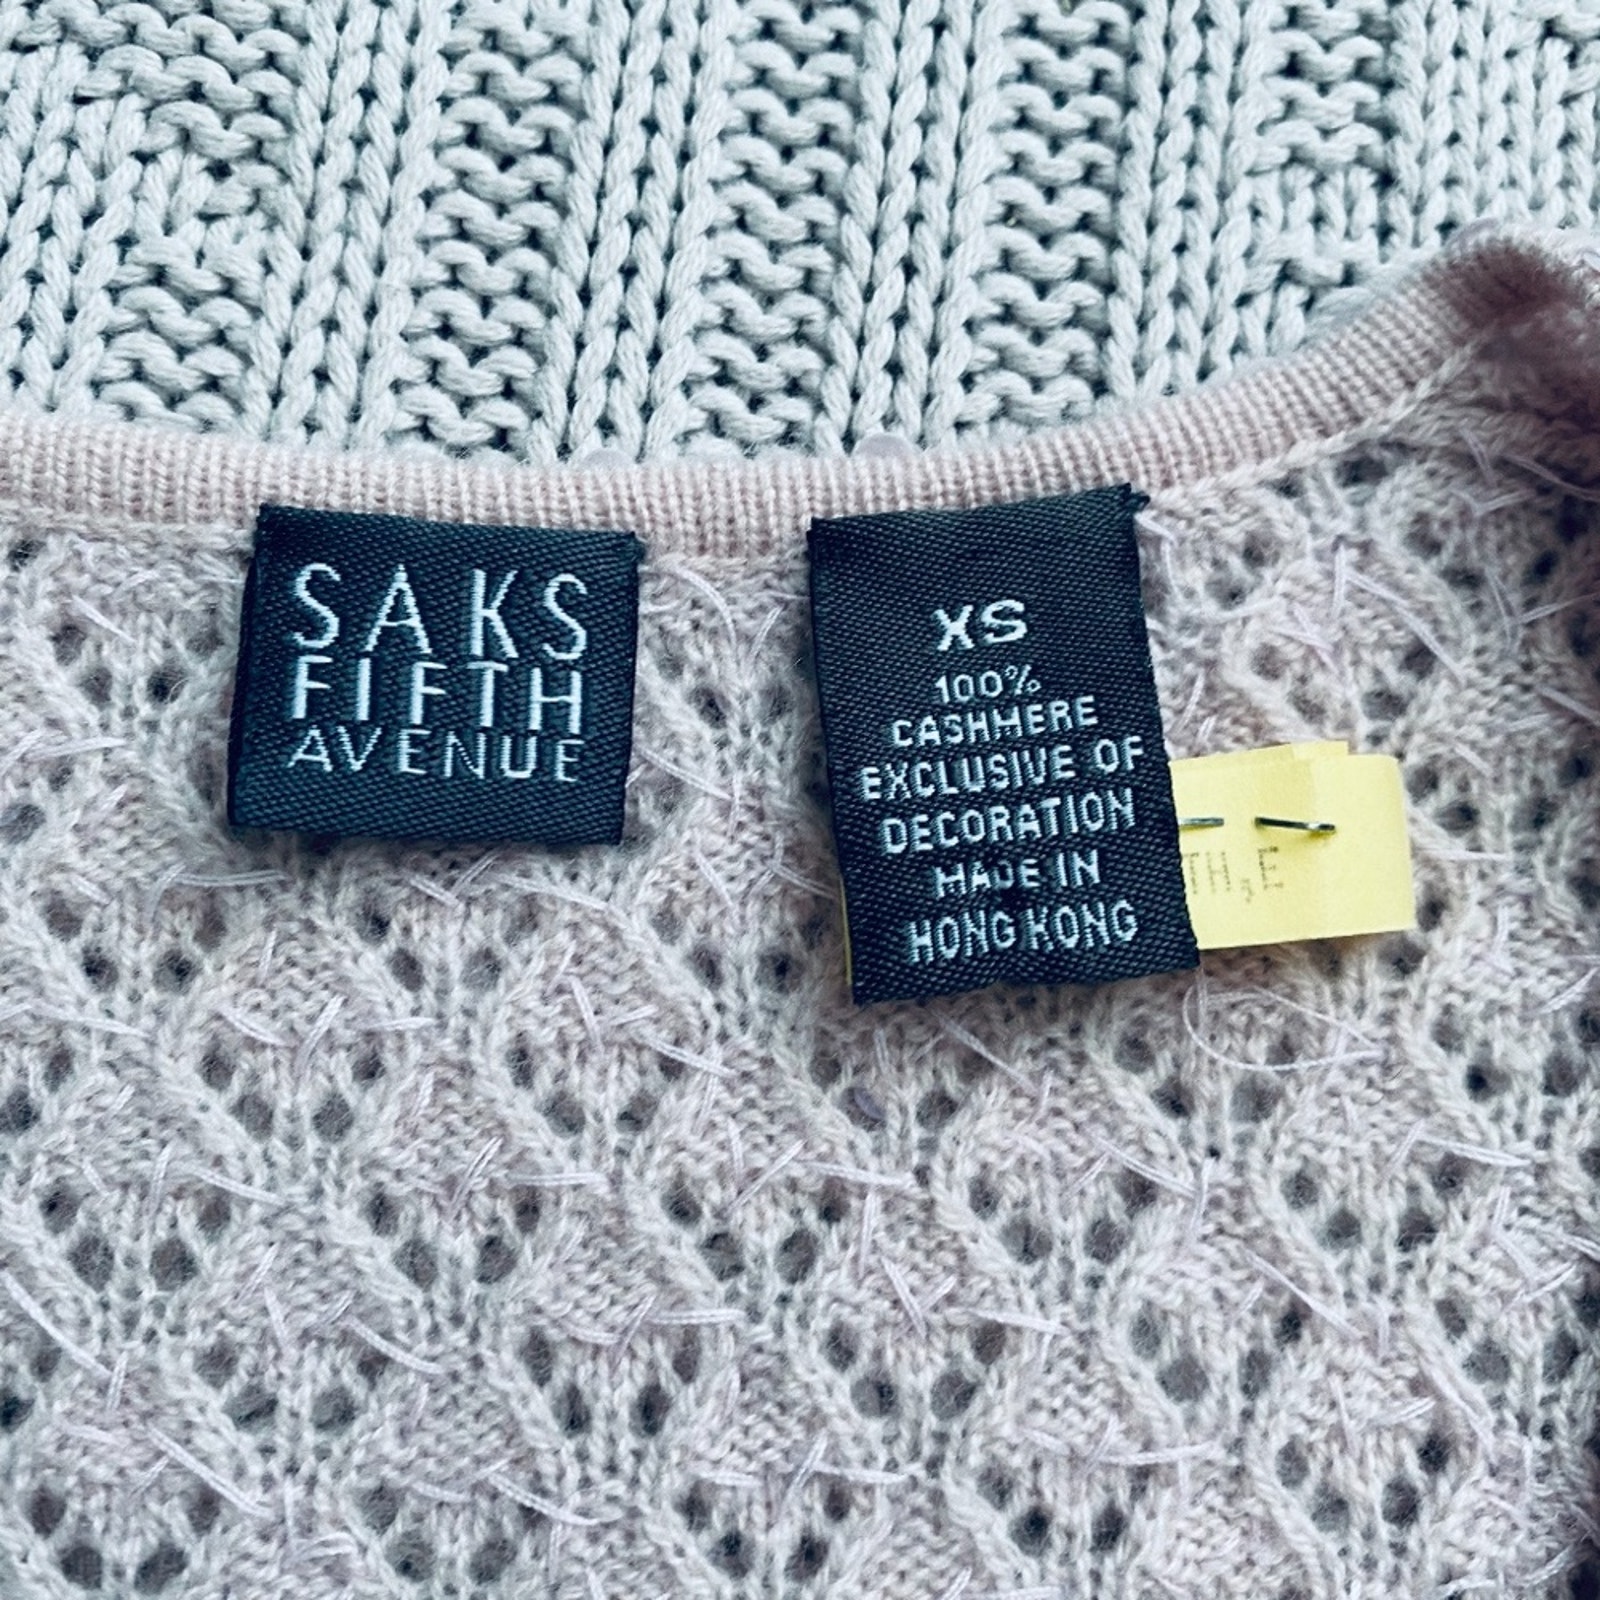 SAKS
FIFTH
AVENUE
XS
100%
CASHMERE
EXCLUSIVE OF
DECORATION
MADE IN
HONG KONG